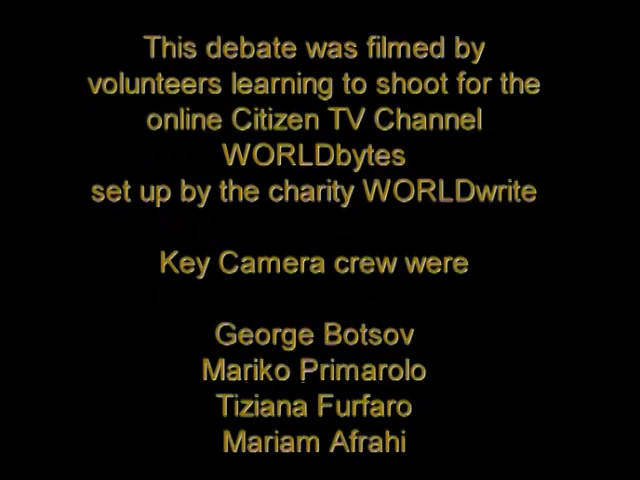 This debate was filmed by
volunteers learning to shoot for the
online Citizen TV Channel
WORLDbytes
set up by the charity WORLDwrite
Key Camera crew were
George Botsov
Mariko Primarolo
Tiziana Furfaro
Mariam Afrahi